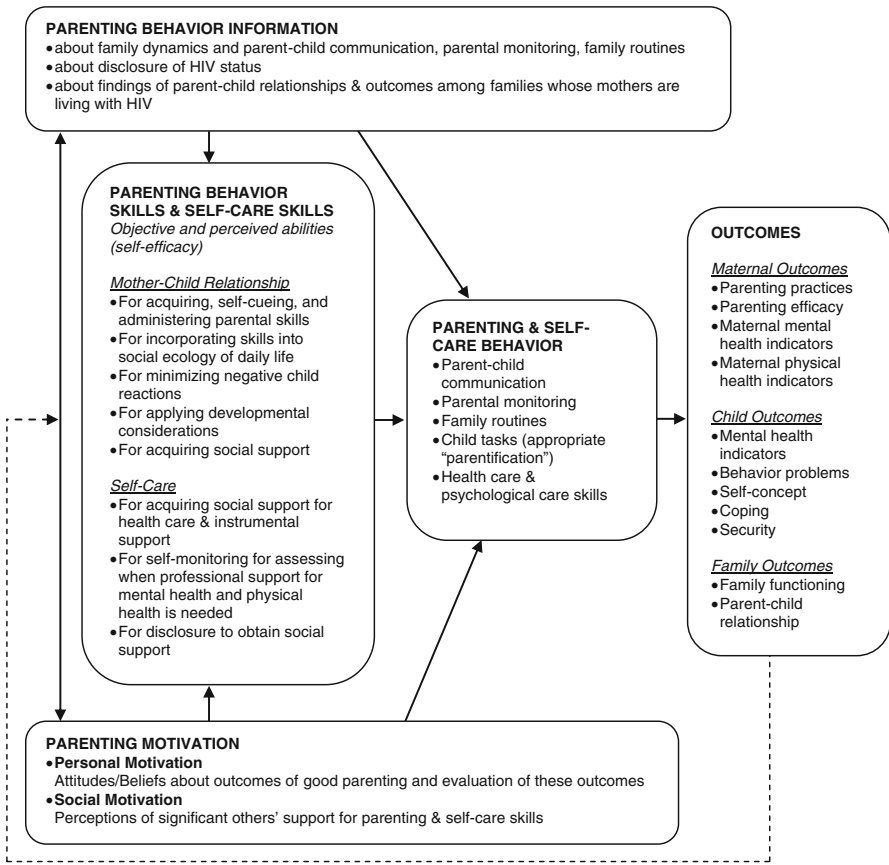 PARENTING BEHAVIOR INFORMATION
•about family dynamics and parent-child communication, parental monitoring, family routines
•about disclosure of HIV status
•about findings of parent-child relationships & outcomes among families whose mothers are
living with HIV
PARENTING BEHAVIOR
SKILLS & SELF-CARE SKILLS
Objective and perceived abilities
(self-efficacy)
Mother-Child Relationship
•For acquiring, self-cueing, and
administering parental skills
•For incorporating skills into
social ecology of daily life
•For minimizing negative child
reactions
•For applying developmental
considerations
•For acquiring social support
Self-Care
•For acquiring social support for
health care & instrumental
support
•For self-monitoring for assessing
when professional support for
mental health and physical
health is needed
•For disclosure to obtain social
support
PARENTING & SELF-
CARE BEHAVIOR
•Parent-child
communication
•Parental monitoring
•Family routines
•Child tasks (appropriate
“parentification”)
•Health care &
psychological care skills
OUTCOMES
Maternal Outcomes
•Parenting practices
•Parenting efficacy
•Maternal mental
health indicators
•Maternal physical
health indicators
Child Outcomes
•Mental health
indicators
•Behavior problems
•Self-concept
•Coping
•Security
Family Outcomes
•Family functioning
•Parent-child
relationship
PARENTING MOTIVATION
•Personal Motivation
Attitudes/Beliefs about outcomes of good parenting and evaluation of these outcomes
•Social Motivation
Perceptions of significant others’ support for parenting & self-care skills